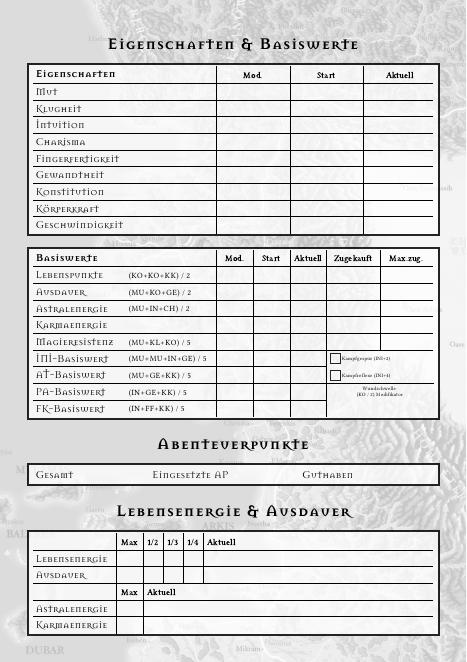 Eigenschaften & Basiswerte
Eigenschaften Mod. Start Aktuell
Mut
Klugheit
Intuition
Charisma
Fingerfertigkeit
Gewandtheit
Konstitution
Körperkraft
Geschwindigkeit
Basiswerte Mod. Start Aktuell Zugekauft Max.zug.
Lebenspunkte (KO+KO+KK) / 2
Ausdauer (MU+KO+GE) / 2
Astralenergie (MU+IN+CH) / 2
Karmaenergie
Magieresistenz (MU+KL+KO) / 5
INI-Basiswert (MU+MU+IN+GE) / 5 Kampfgespür (INI+2)
AT-Basiswert (MU+GE+KK) / 5 Kampfreflexe (INI+4)
PA-Basiswert (IN+GE+KK) / 5 Wundschwelle
(KO / 2) Modifikator
FK-Basiswert (IN+FF+KK) / 5
Abenteuerpunkte
Gesamt Eingesetzte AP Guthaben
Lebensenergie & Ausdauer
Max 1/2 1/3 1/4 Aktuell
Lebensenergie
Ausdauer
Max Aktuell
Astralenergie
Karmaenergie
ARKIS
DUBAR